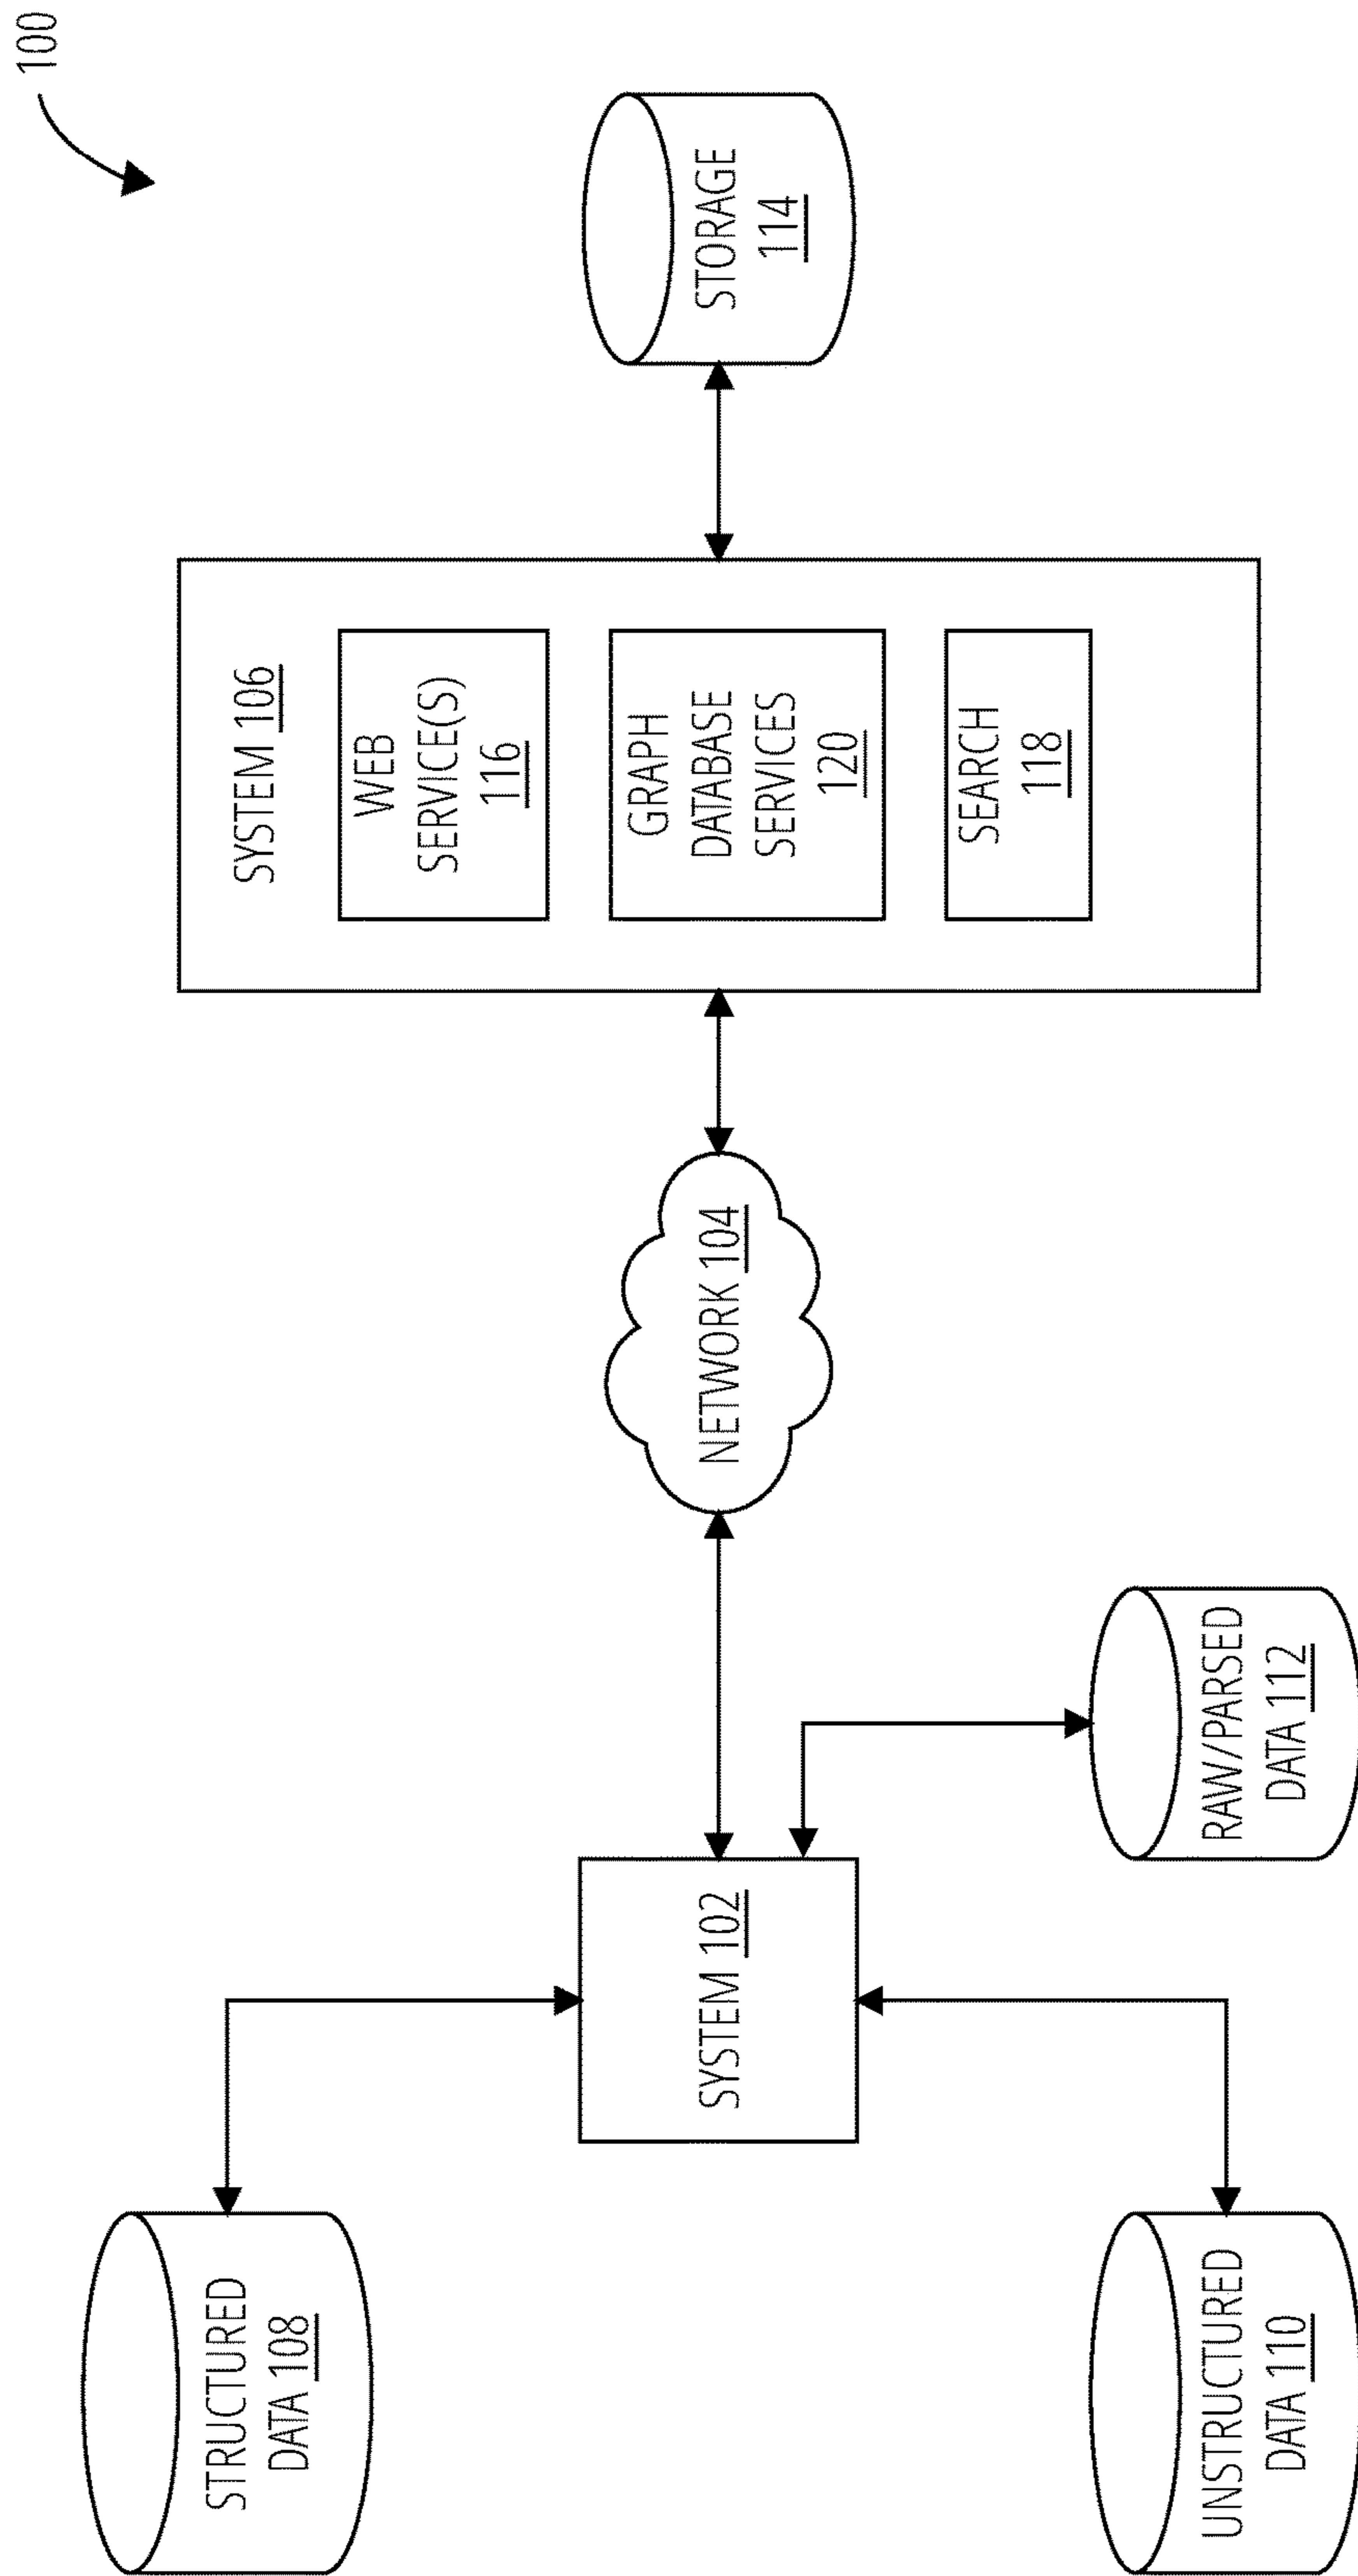 100
STRUCTURED
DATA 108
UNSTRUCTURED
DATA 110
SYSTEM 102
RAW/PARSED
DATA 112
NETWORK 104
SYSTEM 106
WEB
SERVICE(S)
116
GRAPH
DATABASE
SERVICES
120
SEARCH
118
STORAGE
114